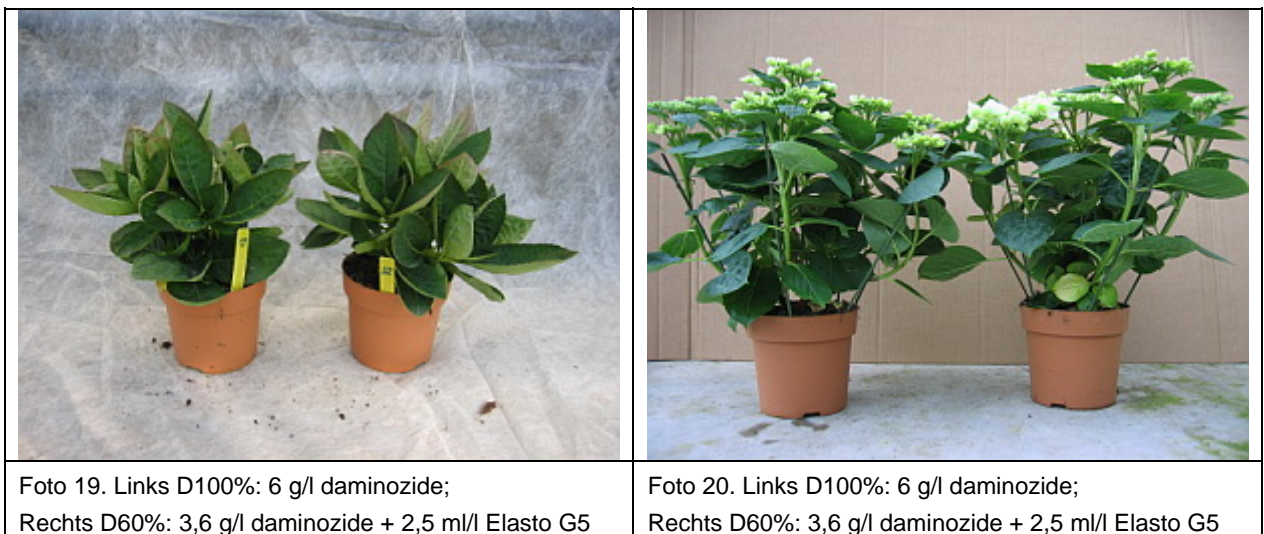 Foto 19. Links D100%: 6 g/l daminozide;
Rechts D60%: 3,6 g/l daminozide + 2,5 ml/l Elasto G5
Foto 20. Links D100%: 6 g/l daminozide;
Rechts D60%: 3,6 g/l daminozide + 2,5 ml/l Elasto G5